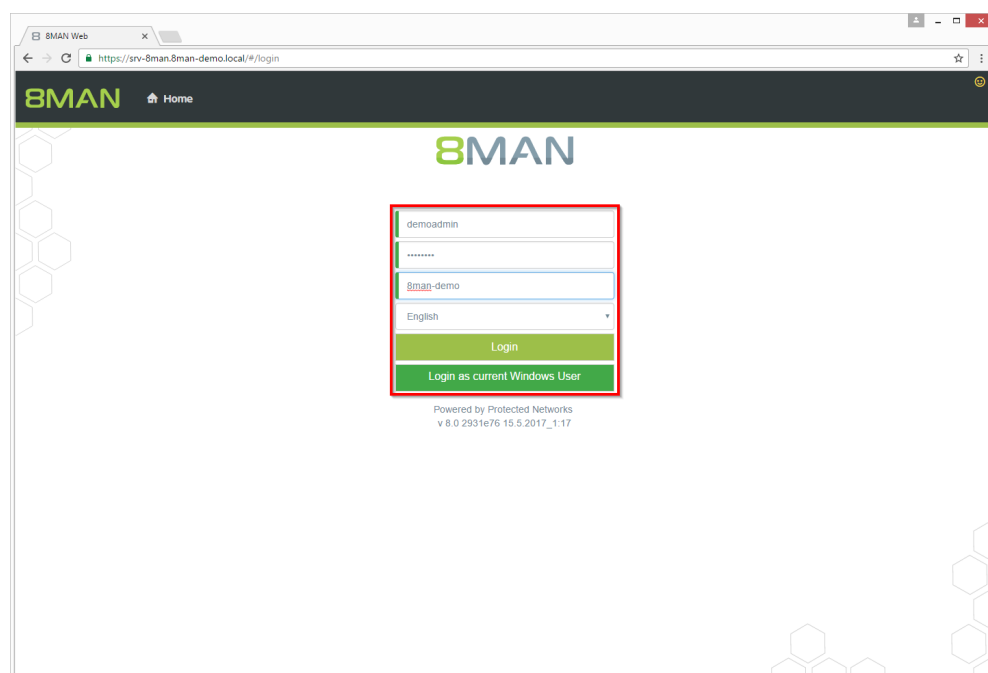 8MAN Web
https://srv-8man.8man-demo.local/#/login
8MAN
Home
8MAN
demoadmin
••••••••
8man-demo
English
Login
Login as current Windows User
Powered by Protected Networks
v 8.0 2931e76 15.5.2017_1:17